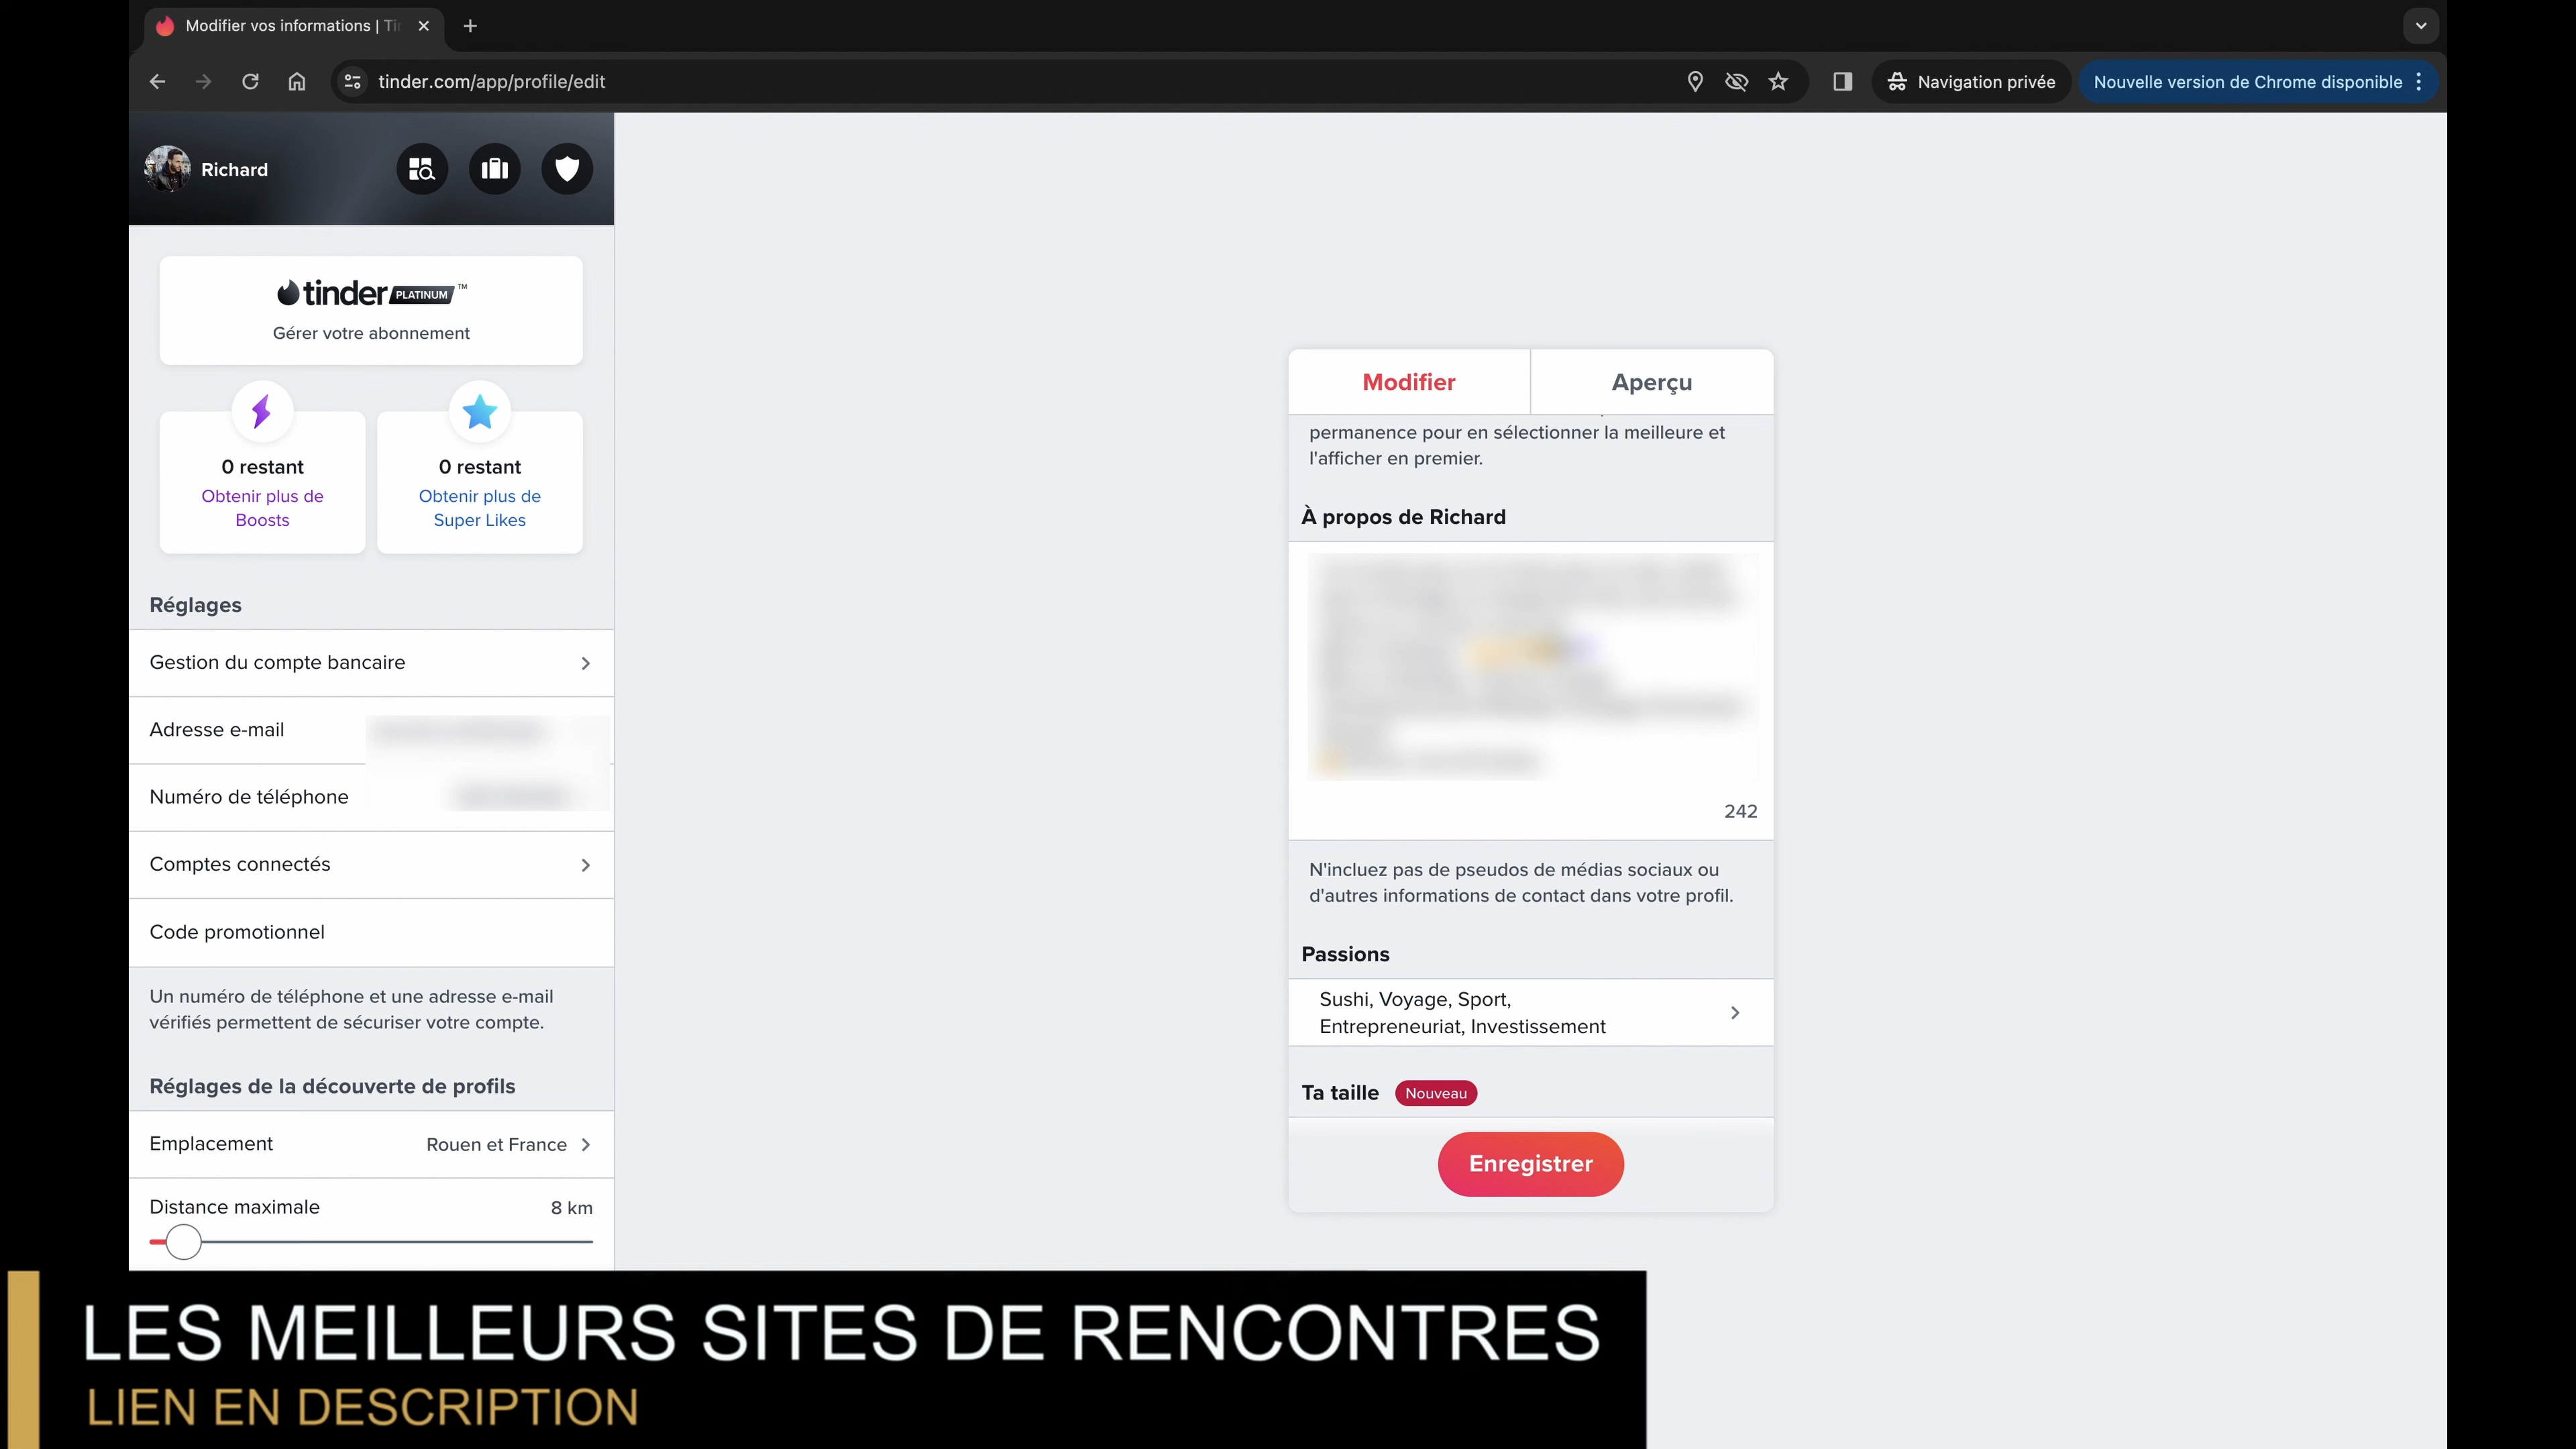 Modifier vos informations | Ti
tinder.com/app/profile/edit
Navigation privée
Nouvelle version de Chrome disponible
Richard
tinder PLATINUM ™
Gérer votre abonnement
0 restant
Obtenir plus de
Boosts
0 restant
Obtenir plus de
Super Likes
Réglages
Gestion du compte bancaire
Adresse e-mail
Numéro de téléphone
Comptes connectés
Code promotionnel
Un numéro de téléphone et une adresse e-mail
vérifiés permettent de sécuriser votre compte.
Réglages de la découverte de profils
Emplacement Rouen et France
Distance maximale 8 km
Modifier
Aperçu
permanence pour en sélectionner la meilleure et
l'afficher en premier.
À propos de Richard
242
N'incluez pas de pseudos de médias sociaux ou
d'autres informations de contact dans votre profil.
Passions
Sushi, Voyage, Sport,
Entrepreneuriat, Investissement
Ta taille Nouveau
Enregistrer
LES MEILLEURS SITES DE RENCONTRES
LIEN EN DESCRIPTION